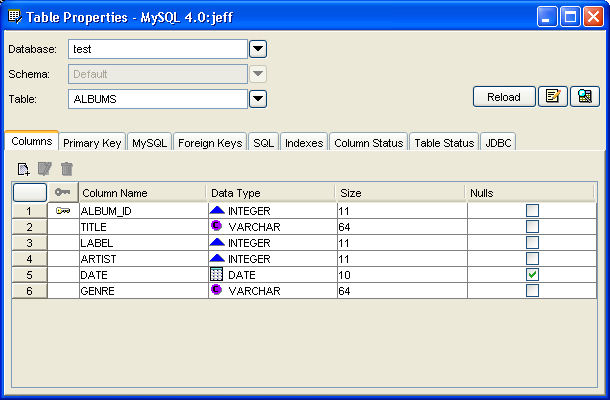 Table Properties - MySQL 4.0:jeff
Database: test
Schema: Default
Table: ALBUMS
Reload
Columns Primary Key MySQL Foreign Keys SQL Indexes Column Status Table Status JDBC
Column Name Data Type Size Nulls
1 ALBUM_ID INTEGER 11
2 TITLE C VARCHAR 64
3 LABEL INTEGER 11
4 ARTIST INTEGER 11
5 DATE DATE 10
6 GENRE C VARCHAR 64